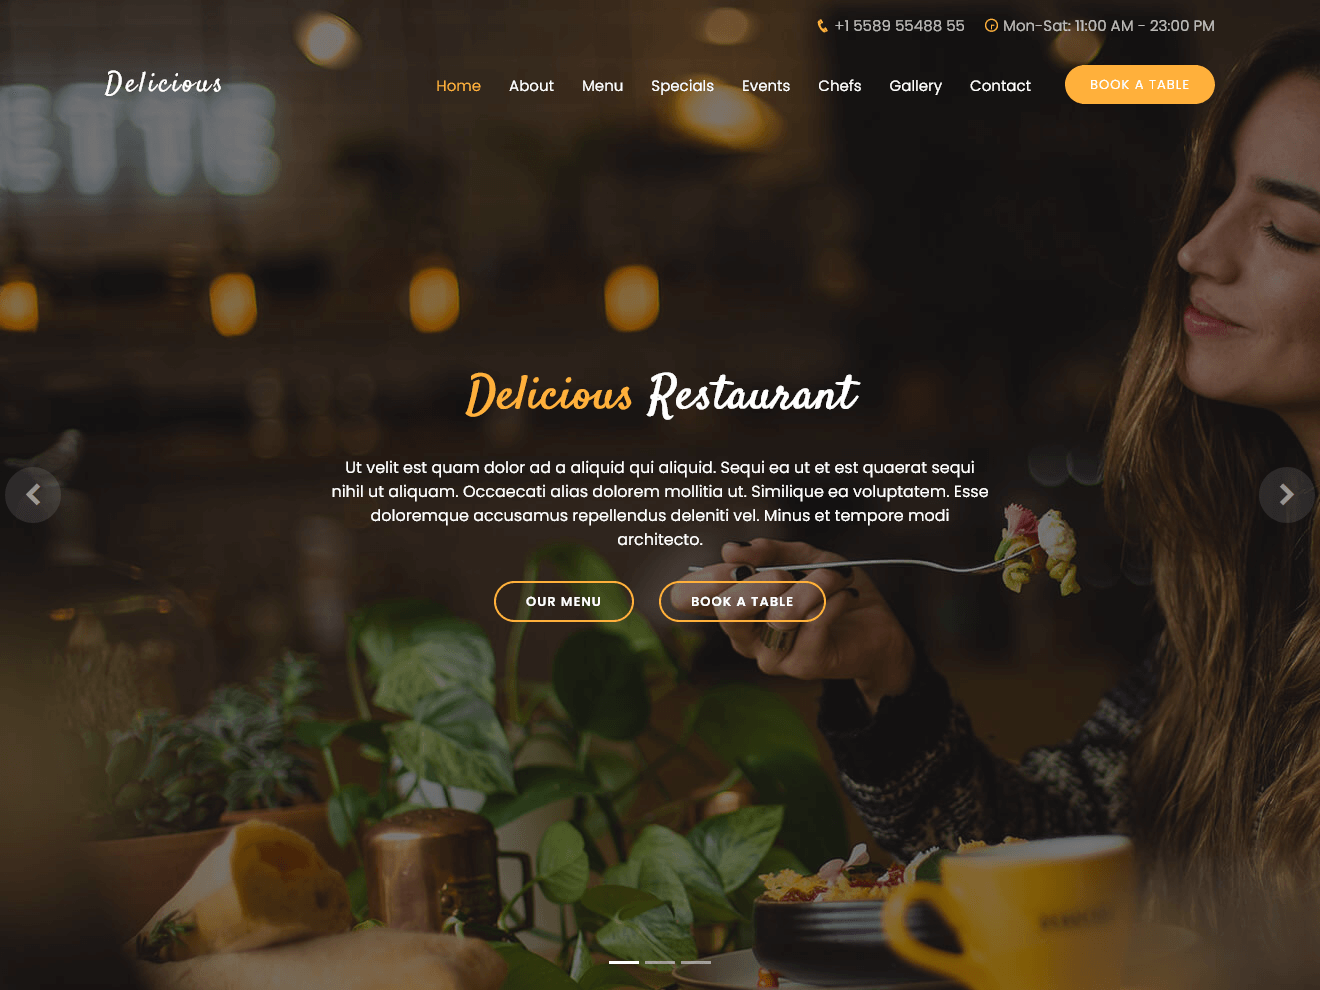 +1 5589 55488 55 Mon-Sat: 11:00 AM - 23:00 PM
Delicious Home About Menu Specials Events Chefs Gallery Contact BOOK A TABLE
ETTE
Delicious Restaurant
Ut velit est quam dolor ad a aliquid qui aliquid. Sequi ea ut et est quaerat sequi
nihil ut aliquam. Occaecati alias dolorem mollitia ut. Similique ea voluptatem. Esse
doloremque accusamus repellendus deleniti vel. Minus et tempore modi
architecto.
OUR MENU BOOK A TABLE